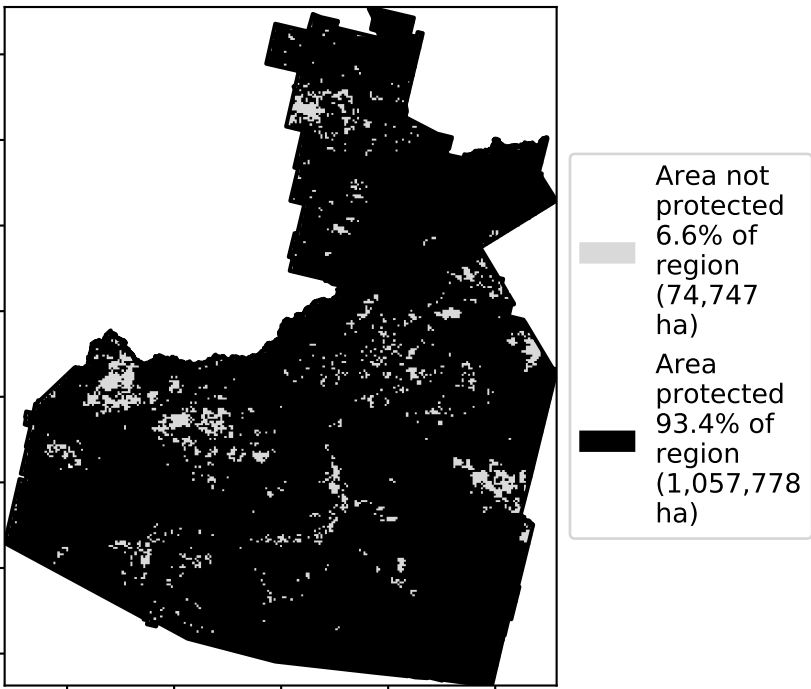 Area not
protected
6.6% of
region
(74,747
ha)
Area
protected
93.4% of
region
(1,057,778
ha)